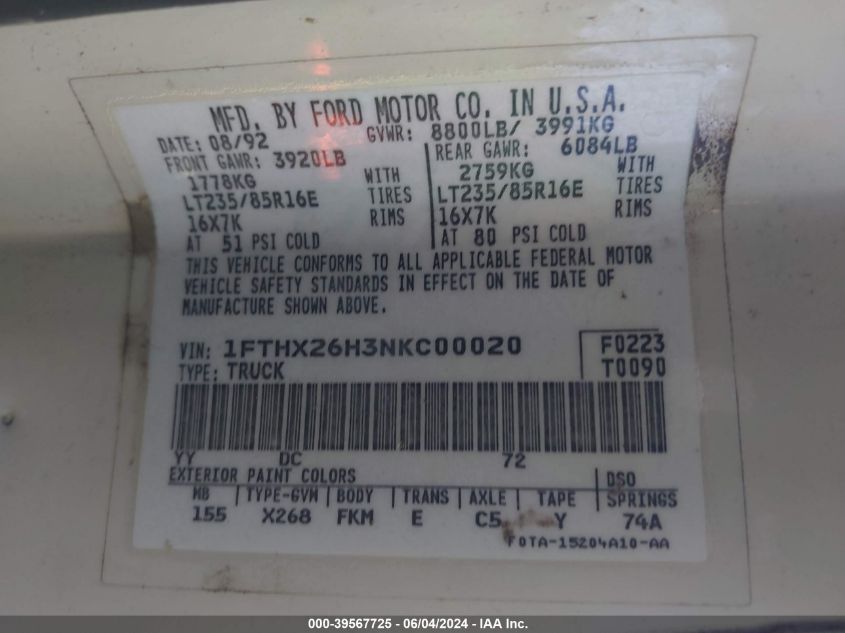 MFD. BY FORD MOTOR CO. IN U.S.A.
DATE: 08/92 GVWR: 8800LB/ 3991KG
FRONT GAWR: 3920LB REAR GAWR: 6084LB
1778KG WITH 2759KG WITH
LT235/85R16E TIRES LT235/85R16E TIRES
16X7K RIMS 16X7K RIMS
AT 51 PSI COLD AT 80 PSI COLD
THIS VEHICLE CONFORMS TO ALL APPLICABLE FEDERAL MOTOR
VEHICLE SAFETY STANDARDS IN EFFECT ON THE DATE OF
MANUFACTURE SHOWN ABOVE.
VIN: 1FTHX26H3NKC00020 F0223
TYPE: TRUCK T0090
YY DC 72
EXTERIOR PAINT COLORS DSO
WB TYPE-GVW BODY TRANS AXLE TAPE SPRINGS
155 X268 FKM E C5 Y 74A
F0TA-15204A10-AA
000-39567725 - 06/04/2024 - IAA Inc.